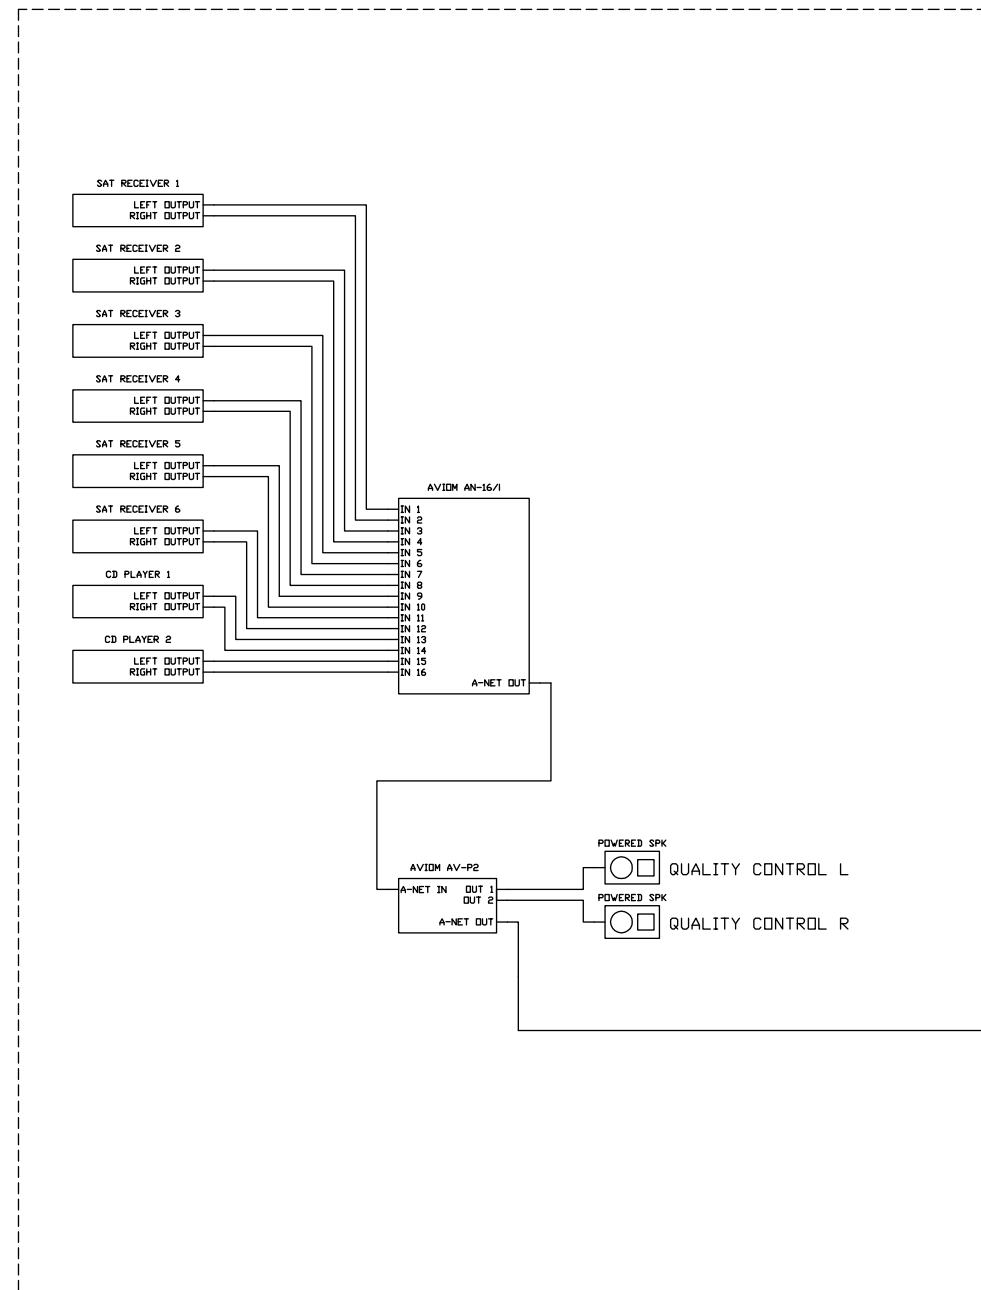 SAT RECEIVER 1
LEFT OUTPUT
RIGHT OUTPUT
SAT RECEIVER 2
LEFT OUTPUT
RIGHT OUTPUT
SAT RECEIVER 3
LEFT OUTPUT
RIGHT OUTPUT
SAT RECEIVER 4
LEFT OUTPUT
RIGHT OUTPUT
SAT RECEIVER 5
LEFT OUTPUT
RIGHT OUTPUT
SAT RECEIVER 6
LEFT OUTPUT
RIGHT OUTPUT
CD PLAYER 1
LEFT OUTPUT
RIGHT OUTPUT
CD PLAYER 2
LEFT OUTPUT
RIGHT OUTPUT
AVIOM AN-16/I
IN 1
IN 2
IN 3
IN 4
IN 5
IN 6
IN 7
IN 8
IN 9
IN 10
IN 11
IN 12
IN 13
IN 14
IN 15
IN 16
A-NET OUT
AVIOM AV-P2
A-NET IN OUT 1
OUT 2
A-NET OUT
POWERED SPK
QUALITY CONTROL L
POWERED SPK
QUALITY CONTROL R